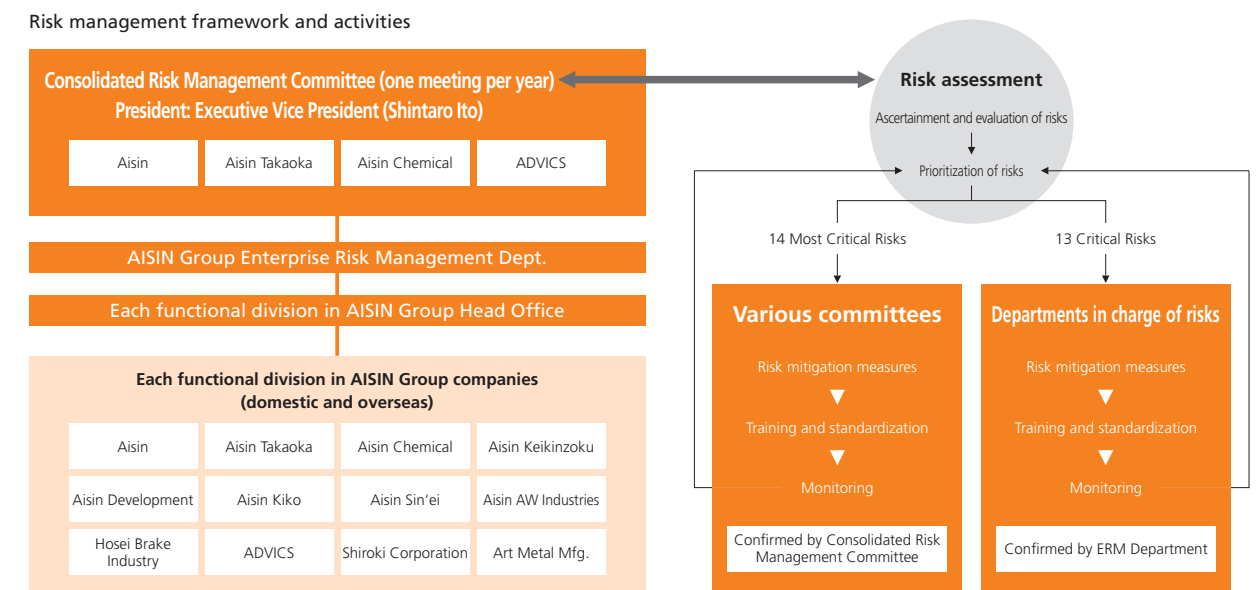 Risk management framework and activities
Consolidated Risk Management Committee (one meeting per year)
President: Executive Vice President (Shintaro Ito)
Aisin
Aisin Takaoka
Aisin Chemical
ADVICS
AISIN Group Enterprise Risk Management Dept.
Each functional division in AISIN Group Head Office
Each functional division in AISIN Group companies
(domestic and overseas)
Aisin
Aisin Takaoka
Aisin Chemical
Aisin Keikinzoku
Aisin Development
Aisin Kiko
Aisin Sin’ei
Aisin AW Industries
Hosei Brake
Industry
ADVICS
Shiroki Corporation
Art Metal Mfg.
Risk assessment
Ascertainment and evaluation of risks
Prioritization of risks
14 Most Critical Risks
13 Critical Risks
Various committees
Risk mitigation measures
Training and standardization
Monitoring
Confirmed by Consolidated Risk
Management Committee
Departments in charge of risks
Risk mitigation measures
Training and standardization
Monitoring
Confirmed by ERM Department